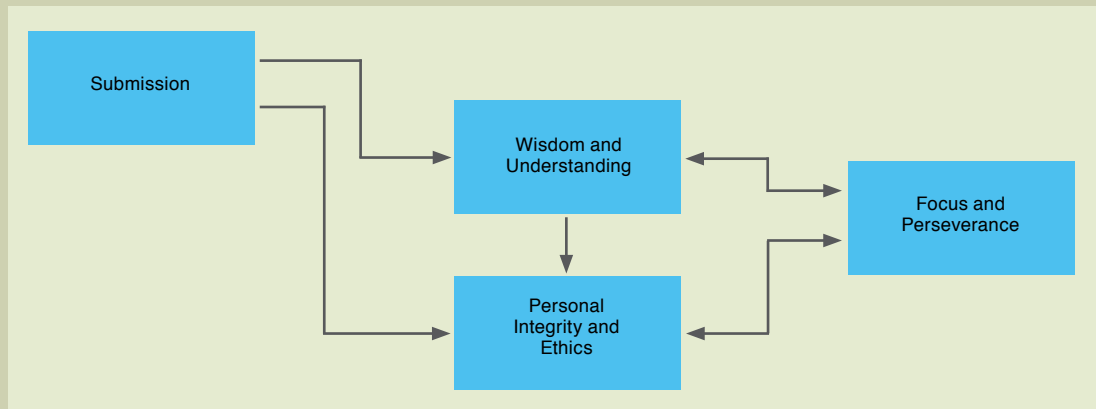 Submission
Wisdom and
Understanding
Focus and
Perseverance
Personal
Integrity and
Ethics